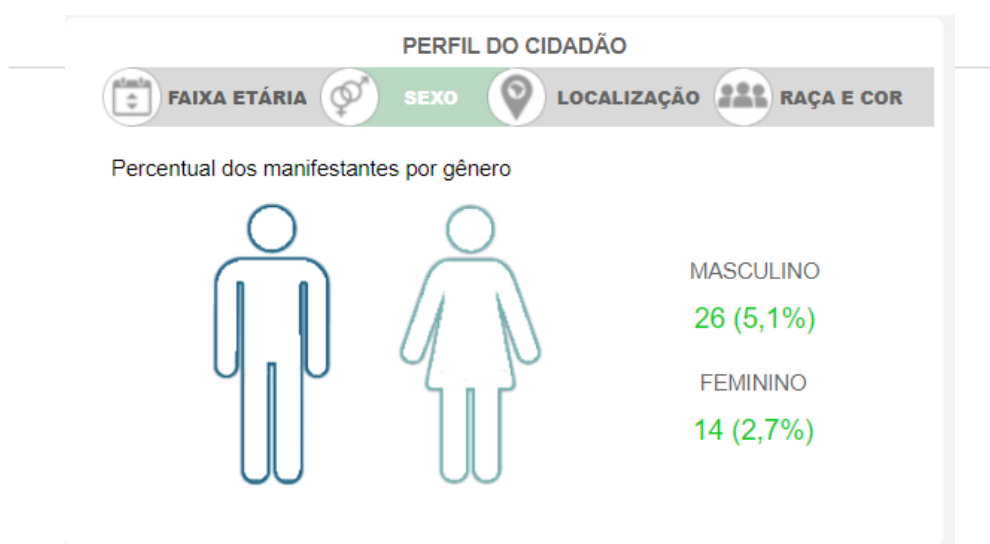 PERFIL DO CIDADÃO
FAIXA ETÁRIA SEXO LOCALIZAÇÃO RAÇA E COR
Percentual dos manifestantes por gênero
MASCULINO
26 (5,1%)
FEMININO
14 (2,7%)